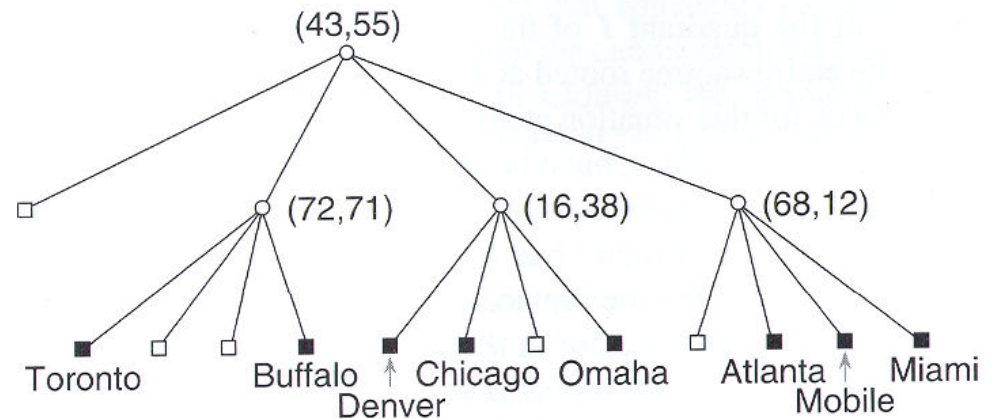 (43,55)
(72,71)
(16,38)
(68,12)
Toronto
Buffalo
Denver
Chicago
Omaha
Atlanta
Mobile
Miami